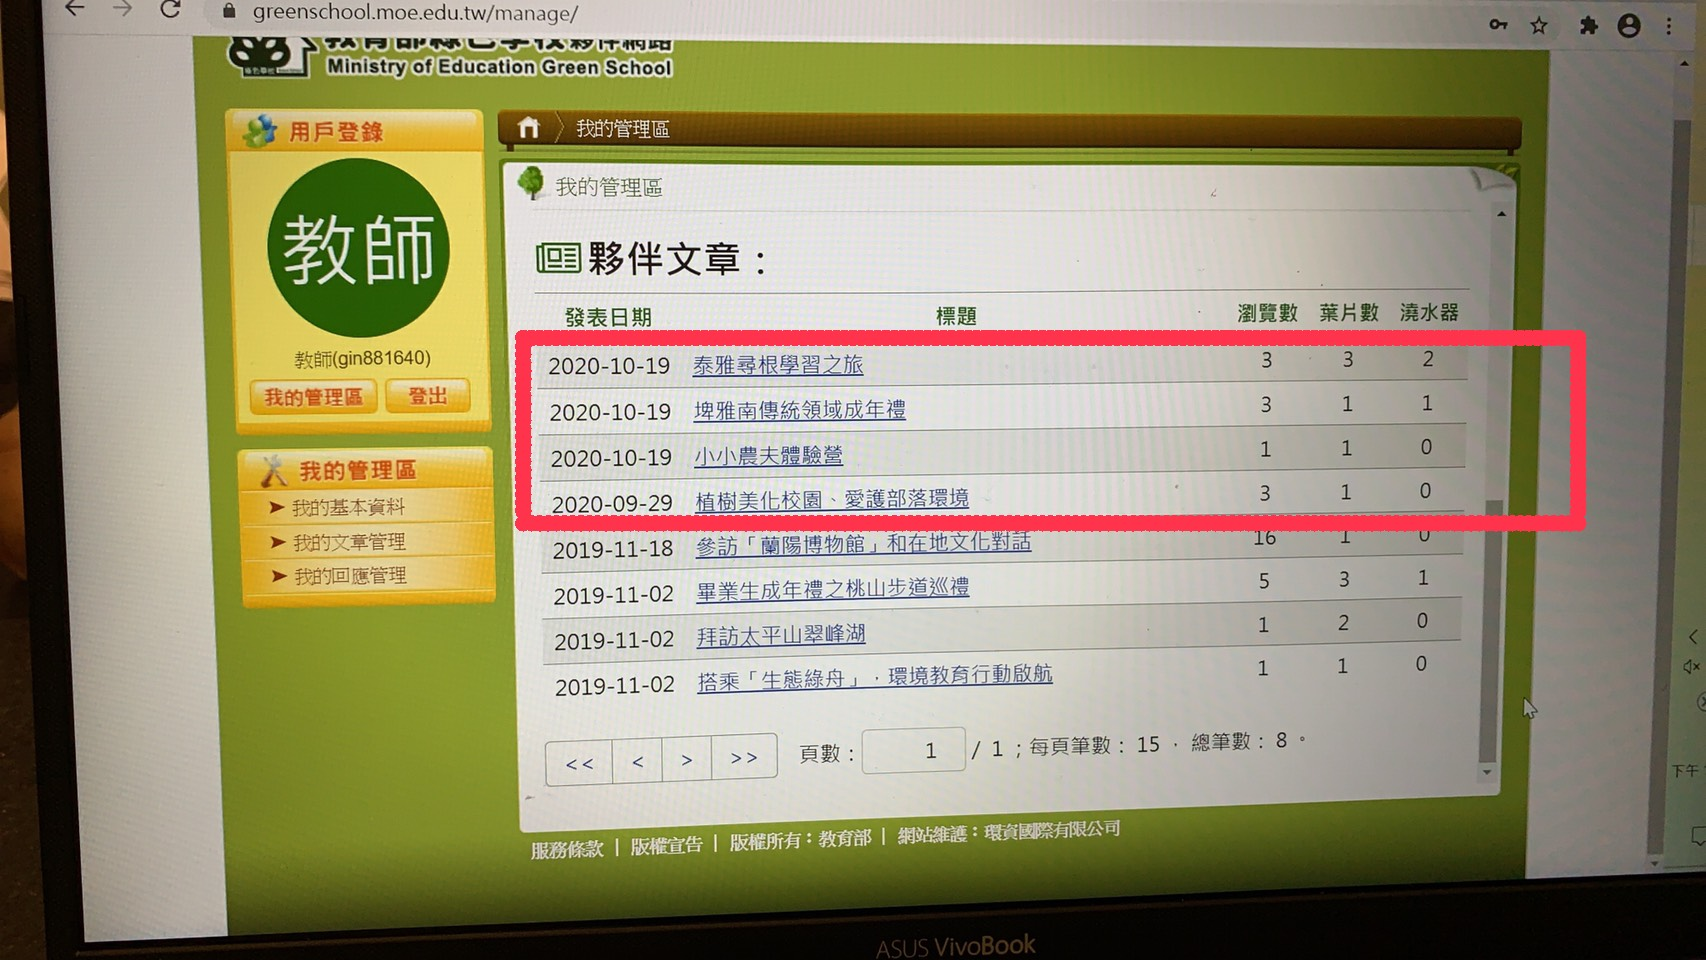 greenschool.moe.edu.tw/manage/
教育部綠色學校夥伴網路
Ministry of Education Green School
用戶登錄
教師
教師(gin881640)
我的管理區 登出
我的管理區
我的基本資料
我的文章管理
我的回應管理
我的管理區
我的管理區
夥伴文章：
發表日期 標題 瀏覽數 葉片數 澆水器
2020-10-19 泰雅尋根學習之旅 3 3 2
2020-10-19 埤雅南傳統領域成年禮 3 1 1
2020-10-19 小小農夫體驗營 1 1 0
2020-09-29 植樹美化校園、愛護部落環境 3 1 0
2019-11-18 參訪「蘭陽博物館」和在地文化對話 16 1 0
2019-11-02 畢業生成年禮之桃山步道巡禮 5 3 1
2019-11-02 拜訪太平山翠峰湖 1 2 0
2019-11-02 搭乘「生態綠舟」，環境教育行動啟航 1 1 0
<< < > >> 頁數： 1 / 1 ；每頁筆數： 15 ， 總筆數： 8 。
服務條款 | 版權宣告 | 版權所有：教育部 | 網站維護：環資國際有限公司
下午
ASUS VivoBook